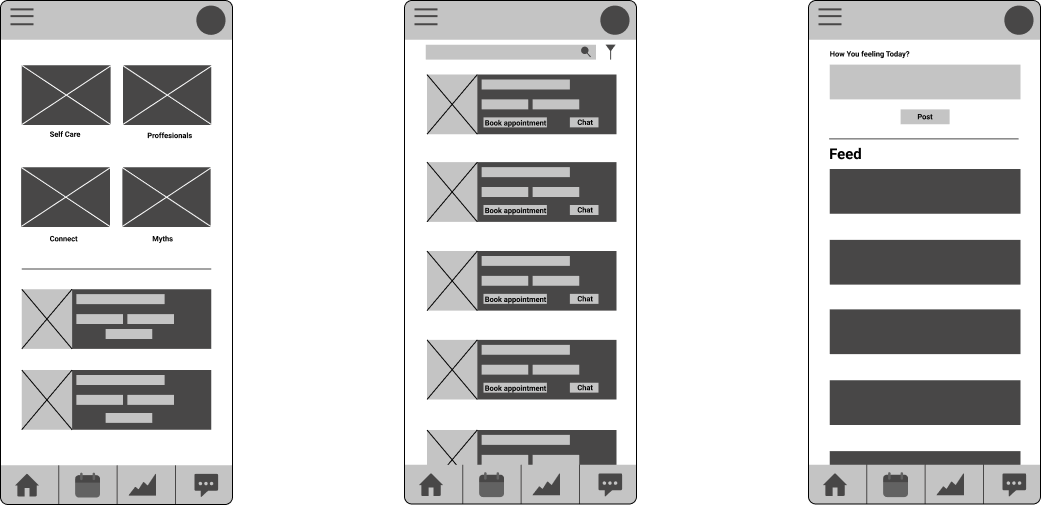 Self Care
Proffesionals
Connect
Myths
Book appointment
Chat
Book appointment
Chat
Book appointment
Chat
Book appointment
Chat
How You feeling Today?
Post
Feed